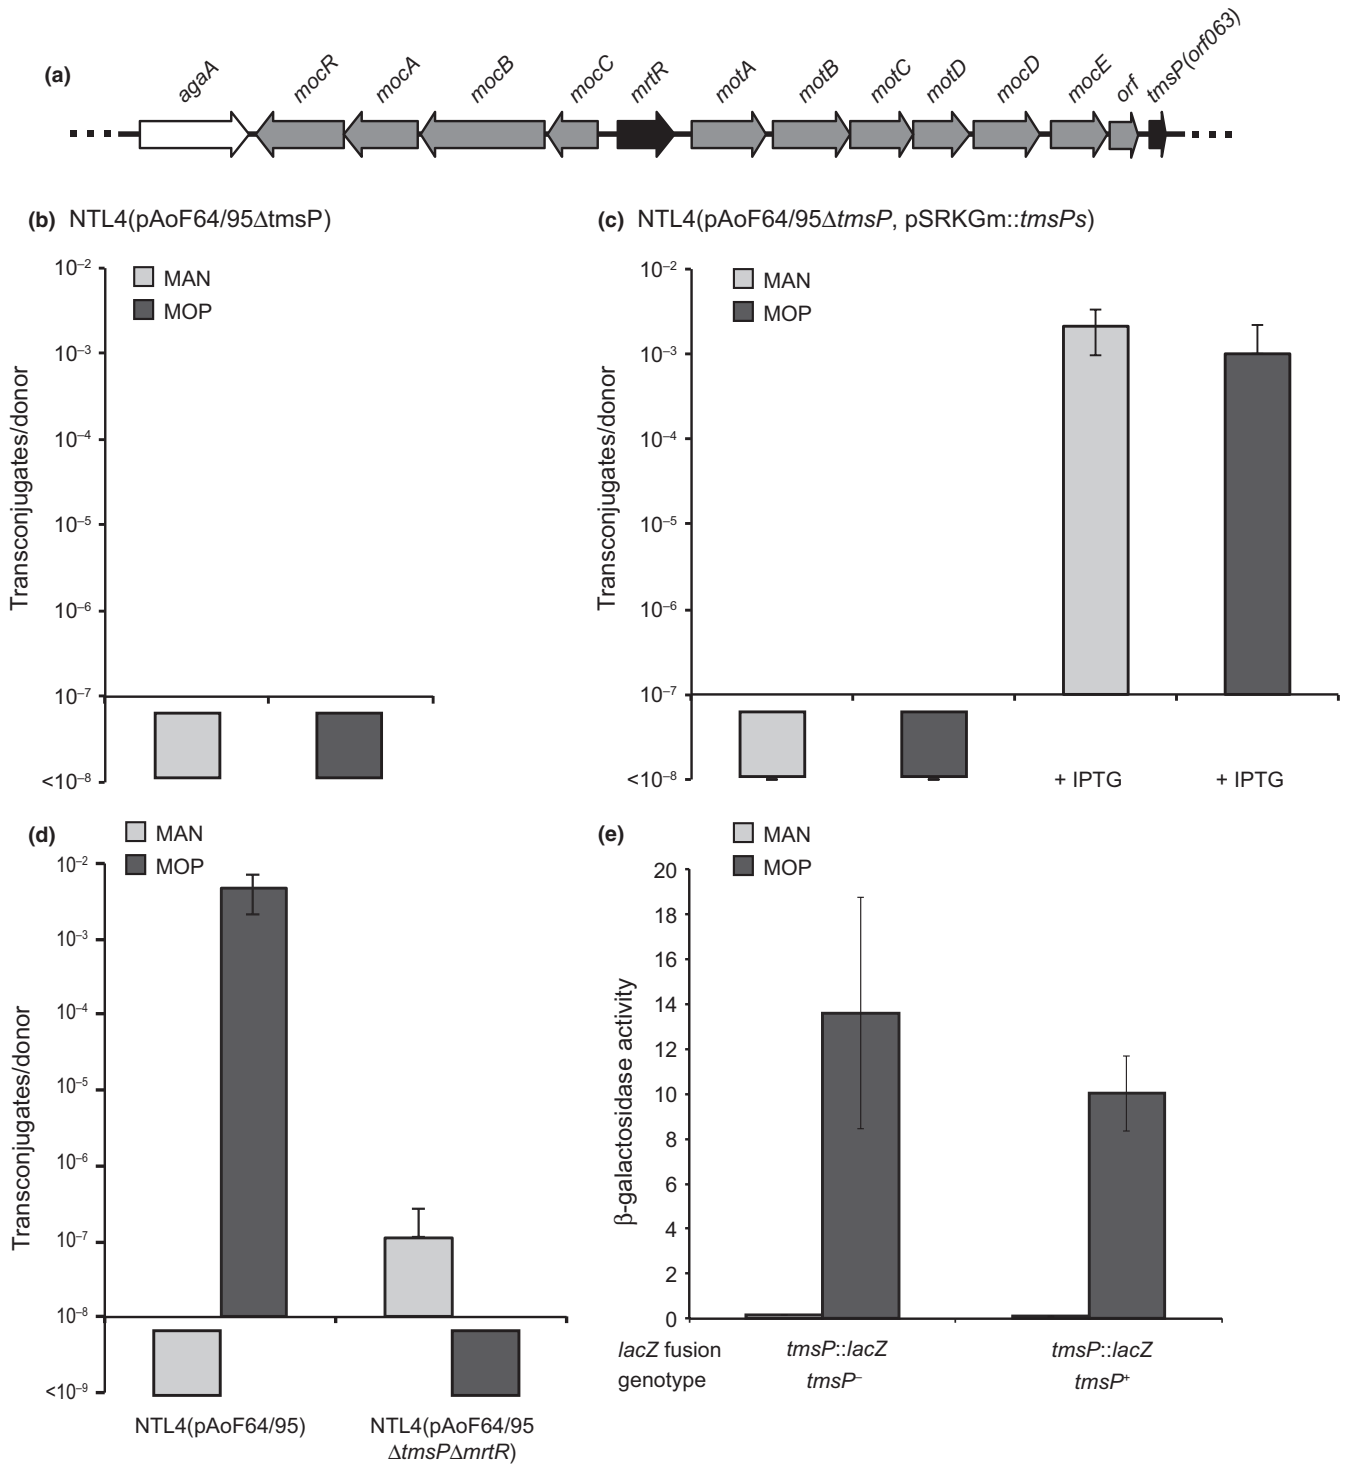 (a)
agaA mocR mocA mocB mocC mrtR motA motB motC motD mocD mocE orf tmsP(orf063)
(b) NTL4(pAoF64/95ΔtmsP)
MAN
MOP
Transconjugates/donor
10⁻²
10⁻³
10⁻⁴
10⁻⁵
10⁻⁶
10⁻⁷
<10⁻⁸
(c) NTL4(pAoF64/95ΔtmsP, pSRKGm::tmsPs)
MAN
MOP
Transconjugates/donor
10⁻²
10⁻³
10⁻⁴
10⁻⁵
10⁻⁶
10⁻⁷
<10⁻⁸
+ IPTG + IPTG
(d)
MAN
MOP
Transconjugates/donor
10⁻²
10⁻³
10⁻⁴
10⁻⁵
10⁻⁶
10⁻⁷
10⁻⁸
<10⁻⁹
NTL4(pAoF64/95) NTL4(pAoF64/95
ΔtmsPΔmrtR)
(e)
MAN
MOP
β-galactosidase activity
20
18
16
14
12
10
8
6
4
2
0
lacZ fusion tmsP::lacZ tmsP::lacZ
genotype tmsP⁻ tmsP⁺